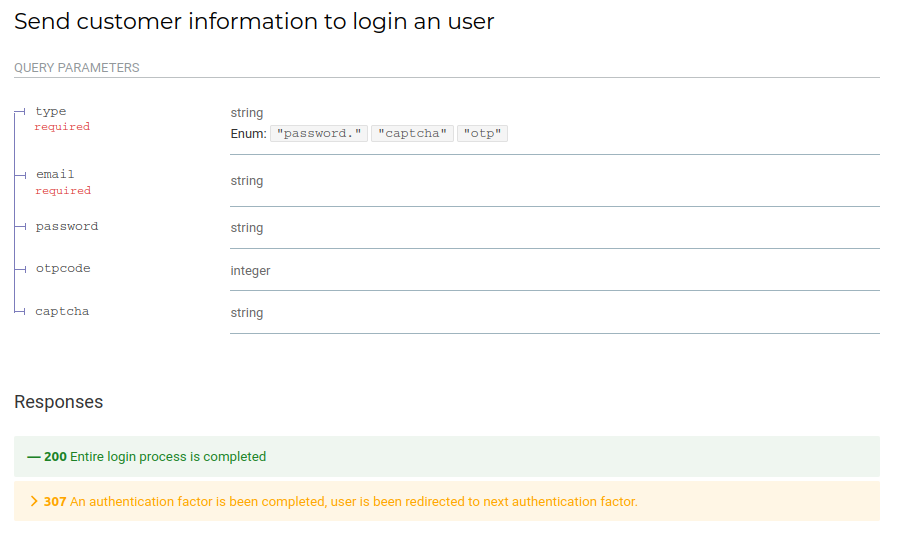 Send customer information to login an user
QUERY PARAMETERS
type
required
string
Enum: "password." "captcha" "otp"
email
required
string
password
string
otpcode
integer
captcha
string
Responses
— 200 Entire login process is completed
> 307 An authentication factor is been completed, user is been redirected to next authentication factor.